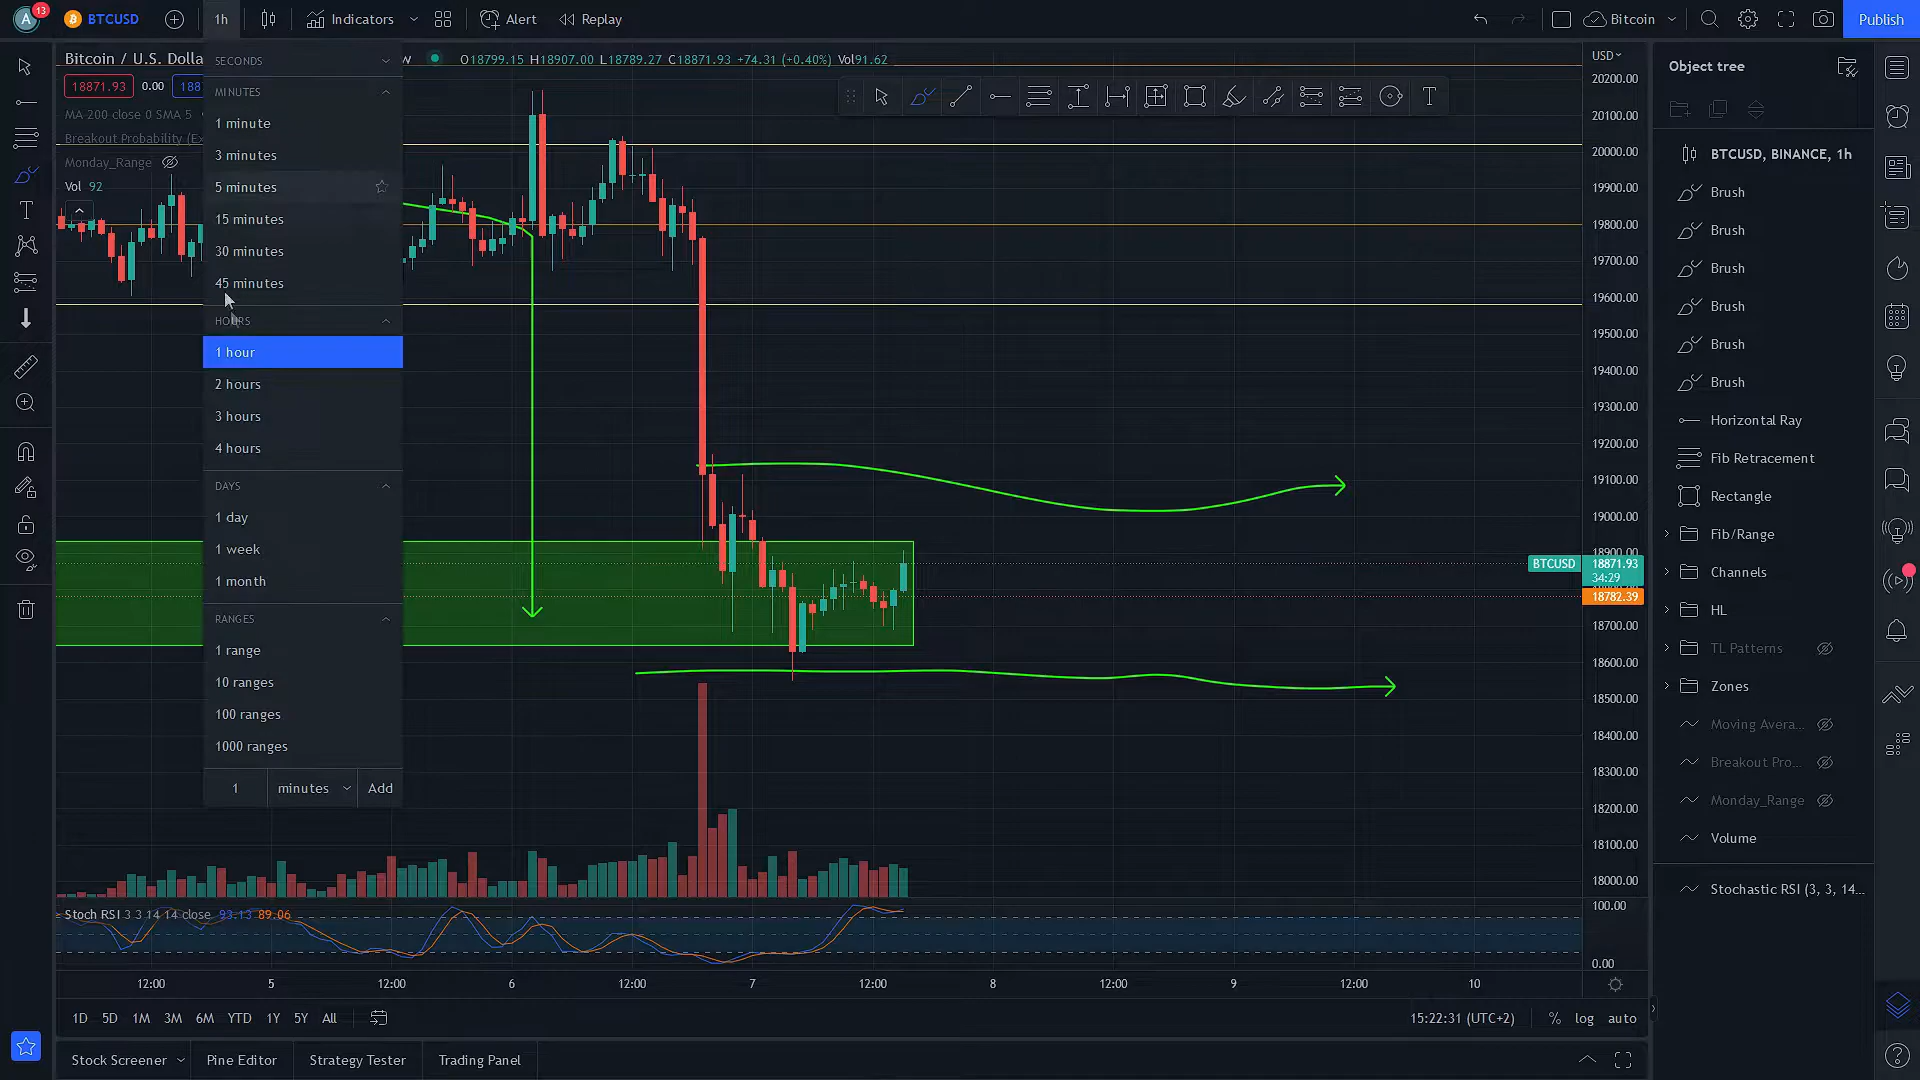 A 13 BTCUSD 1h Indicators Alert Replay Bitcoin Publish
Bitcoin / U.S. Dolla w O18799.15 H18907.00 L18789.27 C18871.93 +74.31 (+0.40%) Vol91.62
18871.93 0.00 188
MA 200 close 0 SMA 5
Breakout Probability (Ex
Monday_Range
Vol 92
SECONDS
MINUTES
1 minute
3 minutes
5 minutes
15 minutes
30 minutes
45 minutes
HOURS
1 hour
2 hours
3 hours
4 hours
DAYS
1 day
1 week
1 month
RANGES
1 range
10 ranges
100 ranges
1000 ranges
1 minutes Add
T
USD
20200.00
20100.00
20000.00
19900.00
19800.00
19700.00
19600.00
19500.00
19400.00
19300.00
19200.00
19100.00
19000.00
18900.00
BTCUSD 18871.93
34:29
18782.39
18700.00
18600.00
18500.00
18400.00
18300.00
18200.00
18100.00
18000.00
Stoch RSI 3 3 14 14 close 93.13 89.06
100.00
0.00
12:00 5 12:00 6 12:00 7 12:00 8 12:00 9 12:00 10
1D 5D 1M 3M 6M YTD 1Y 5Y All
15:22:31 (UTC+2) % log auto
Stock Screener Pine Editor Strategy Tester Trading Panel
Object tree
BTCUSD, BINANCE, 1h
Brush
Brush
Brush
Brush
Brush
Brush
Horizontal Ray
Fib Retracement
Rectangle
Fib/Range
Channels
HL
TL Patterns
Zones
Moving Avera...
Breakout Pro...
Monday_Range
Volume
Stochastic RSI (3, 3, 14...